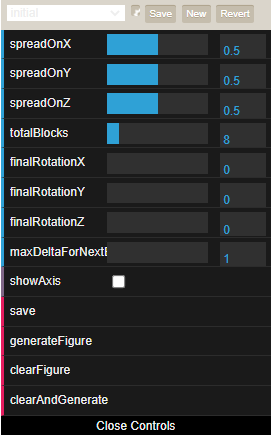 Initial Save New Revert
spreadOnX 0.5
spreadOnY 0.5
spreadOnZ 0.5
totalBlocks 8
finalRotationX 0
finalRotationY 0
finalRotationZ 0
maxDeltaForNextB 1
showAxis
save
generateFigure
clearFigure
clearAndGenerate
Close Controls